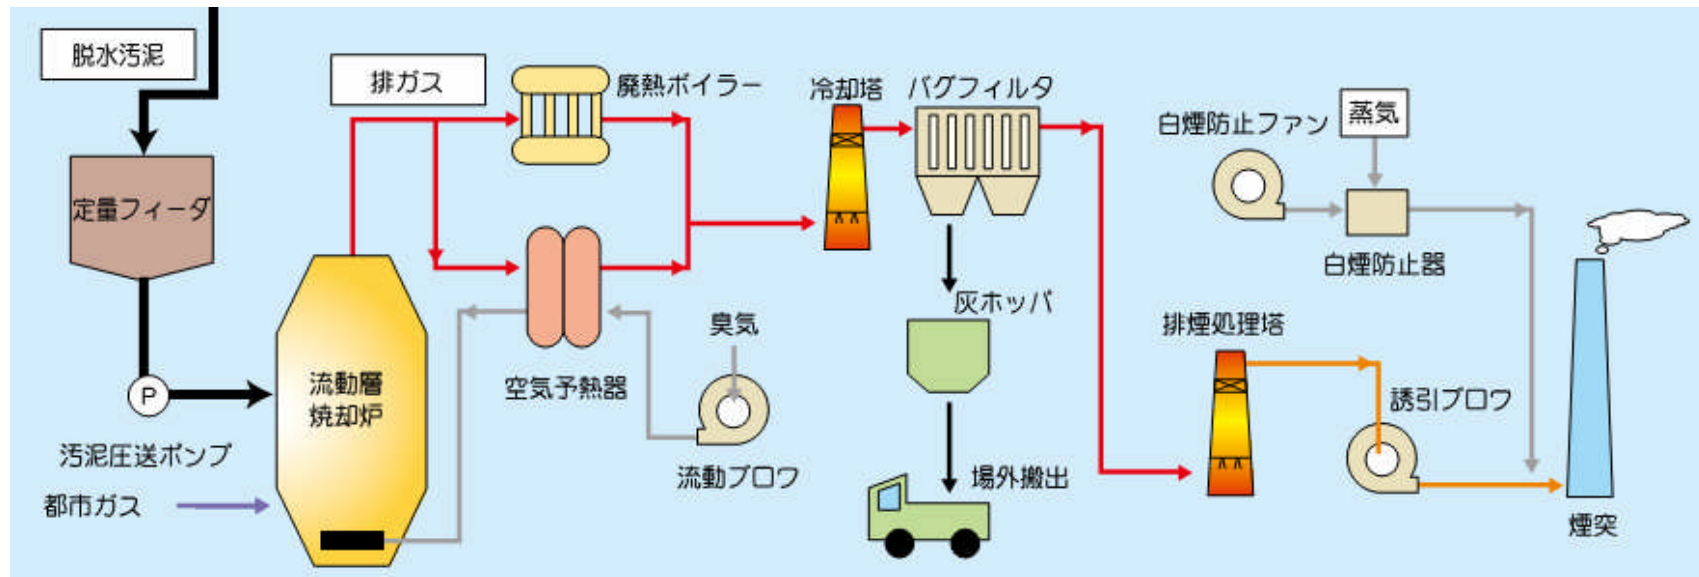 脱水汚泥
定量フィーダ
P
汚泥圧送ポンプ
都市ガス
流動層
焼却炉
排ガス
廃熱ボイラー
空気予熱器
臭気
流動ブロワ
冷却塔
バグフィルタ
灰ホッパ
場外搬出
白煙防止ファン
蒸気
白煙防止器
排煙処理塔
誘引ブロワ
煙突